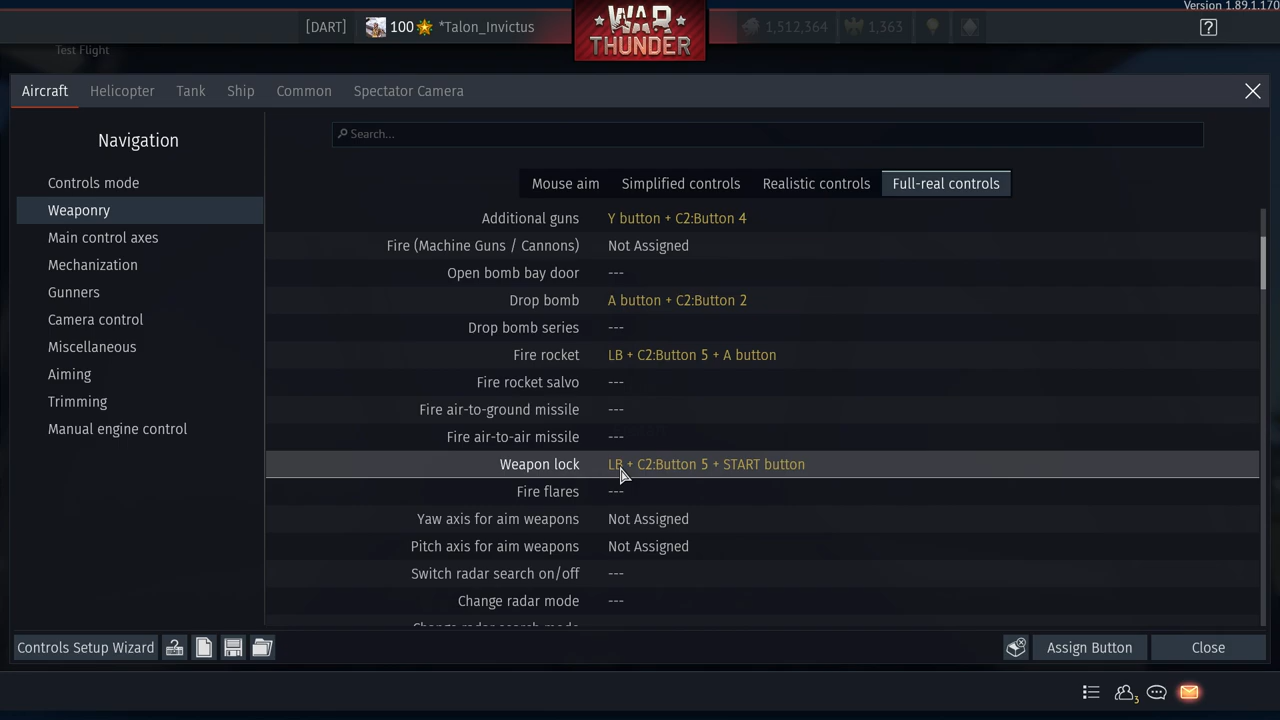 Version 1.89.1.170
[DART] 100 *Talon_Invictus
WAR
THUNDER
1,512,364
1,363
Test Flight
Aircraft Helicopter Tank Ship Common Spectator Camera
Navigation
Search...
Controls mode
Weaponry
Main control axes
Mechanization
Gunners
Camera control
Miscellaneous
Aiming
Trimming
Manual engine control
Mouse aim Simplified controls Realistic controls Full-real controls
Additional guns Y button + C2:Button 4
Fire (Machine Guns / Cannons) Not Assigned
Open bomb bay door ---
Drop bomb A button + C2:Button 2
Drop bomb series ---
Fire rocket LB + C2:Button 5 + A button
Fire rocket salvo ---
Fire air-to-ground missile ---
Fire air-to-air missile ---
Weapon lock LB + C2:Button 5 + START button
Fire flares ---
Yaw axis for aim weapons Not Assigned
Pitch axis for aim weapons Not Assigned
Switch radar search on/off ---
Change radar mode ---
Controls Setup Wizard
Assign Button
Close
3